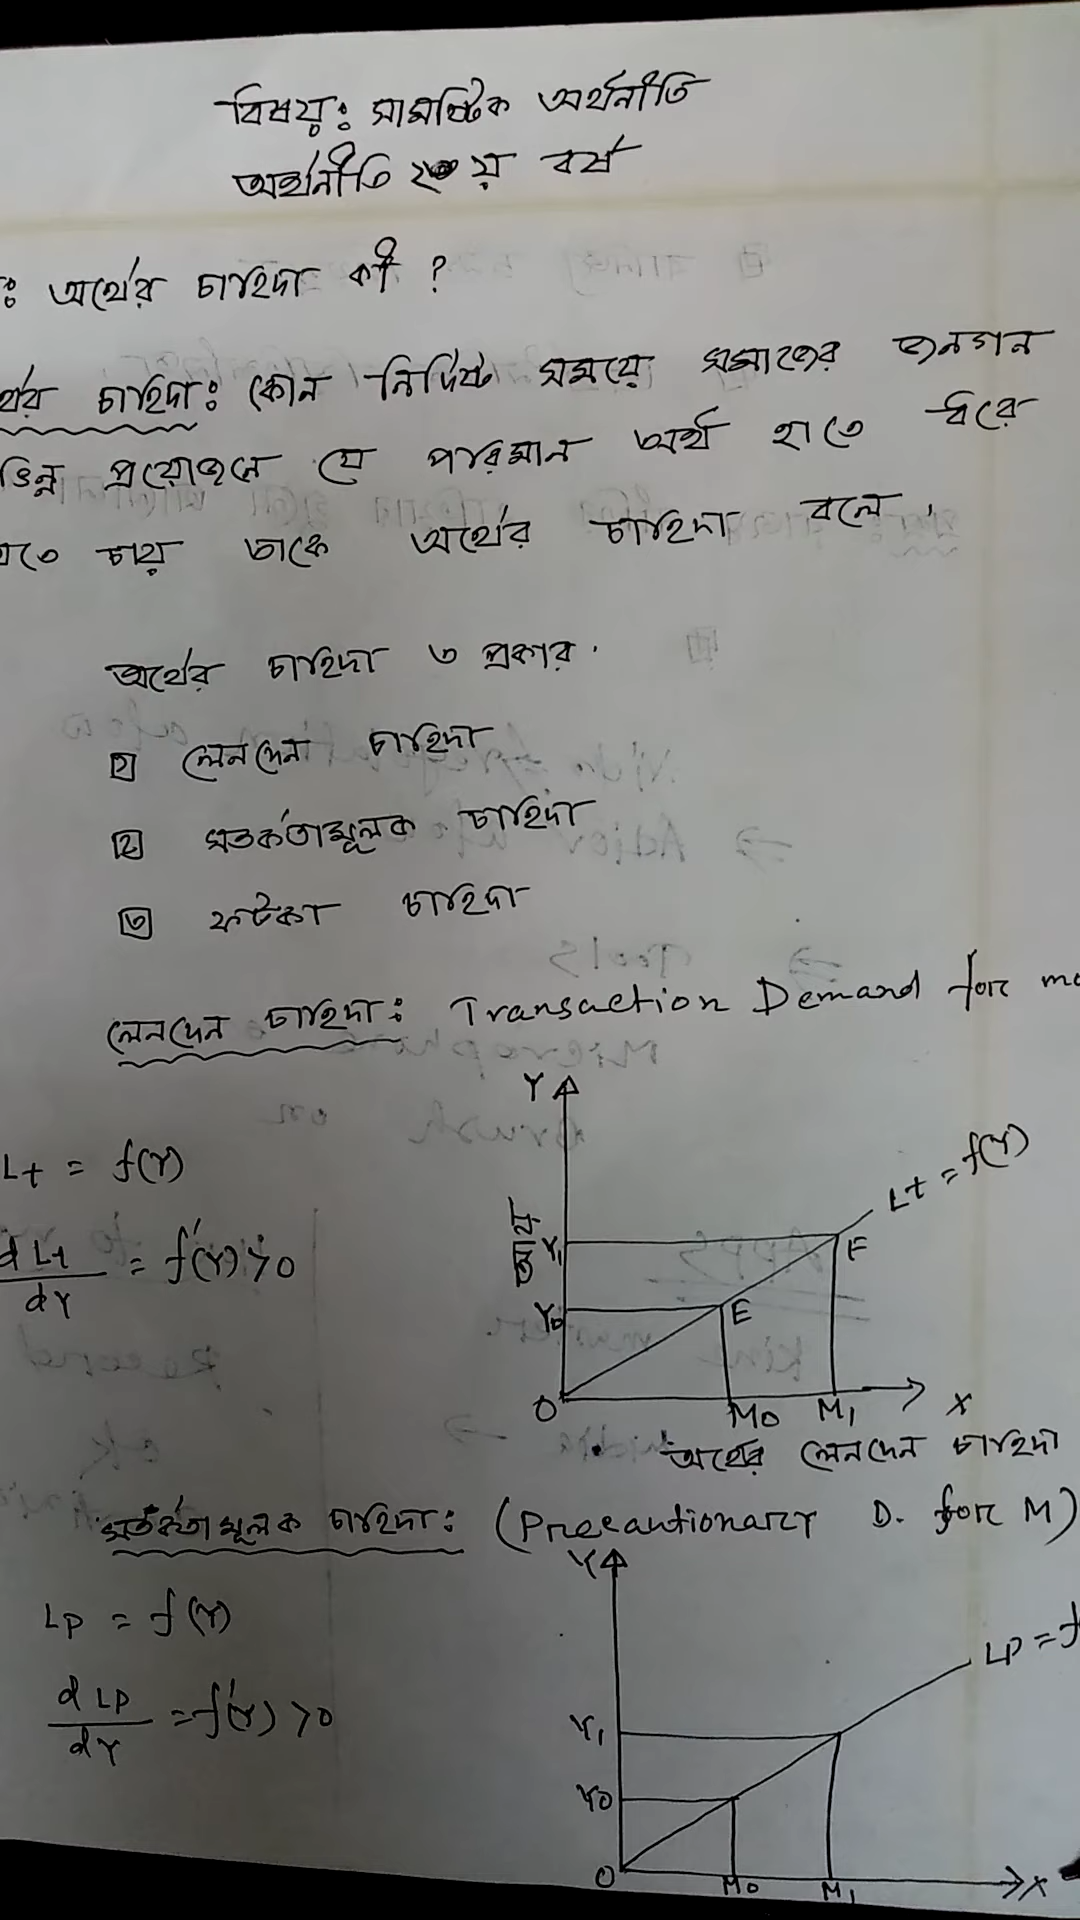 বিষয়ঃ সামষ্টিক অর্থনীতি
অর্থনীতি ২য় বর্ষ
ঃ অর্থের চাহিদা কী ?
র্থের চাহিদাঃ কোন নির্দিষ্ট সময়ে সমাজের জনগন
ভিন্ন প্রয়োজনে যে পরিমান অর্থ হাতে ধরে
খতে চায় তাকে অর্থের চাহিদা বলে।
অর্থের চাহিদা ৩ প্রকার।
১ লেনদেন চাহিদা
২ সতর্কতামূলক চাহিদা
৩ ফটকা চাহিদা
লেনদেন চাহিদাঃ Transaction Demand for mo
Y
Lt = f(Y)
Lt = f(Y)
dLt/dY = f'(Y) > 0
আয়
Y1
F
Y0
E
O
M0 M1 X
অর্থের লেনদেন চাহিদা
সতর্কতামূলক চাহিদাঃ (Precautionary D. for M)
Y
Lp = f(Y)
Lp = f
dLp/dY = f'(Y) > 0
Y1
Y0
O
M0 M1 X